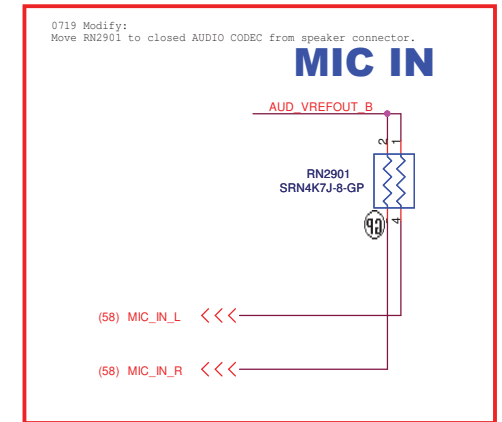 0719 Modify:
Move RN2901 to closed AUDIO CODEC from speaker connector.
MIC IN
AUD_VREFOUT_B
2
1
RN2901
SRN4K7J-8-GP
GP
4
(58) MIC_IN_L
(58) MIC_IN_R